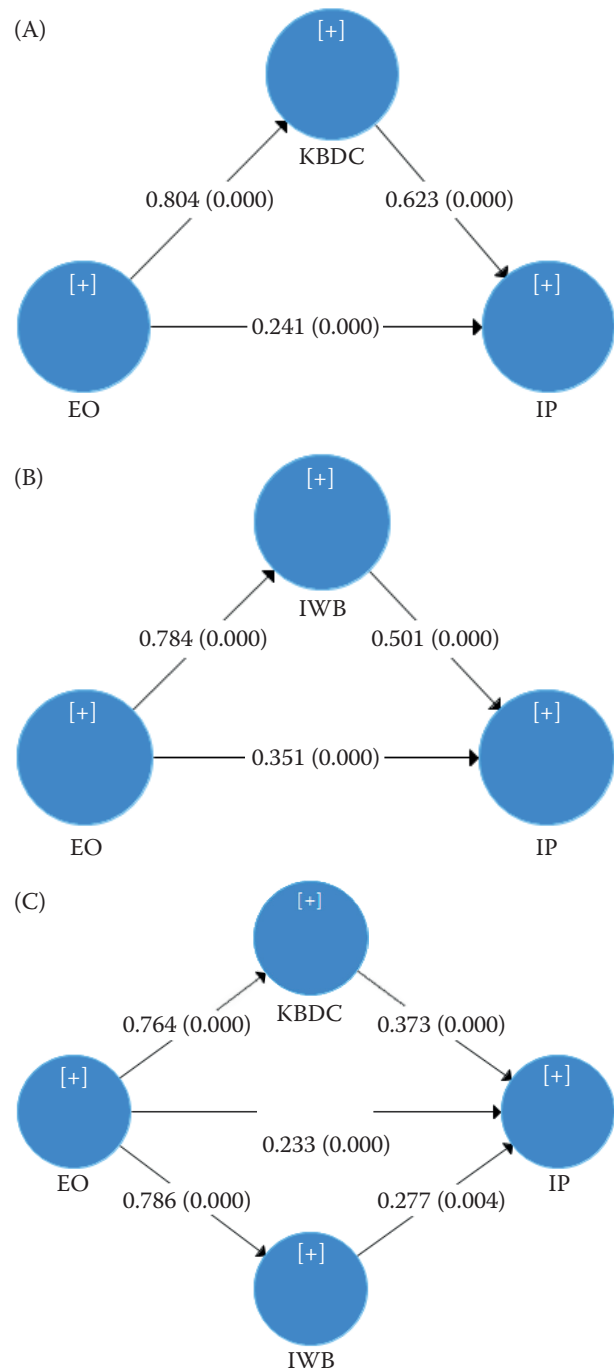 (A)
[+]
KBDC
0.804 (0.000)
0.623 (0.000)
[+]
[+]
0.241 (0.000)
EO
IP
(B)
[+]
IWB
0.784 (0.000)
0.501 (0.000)
[+]
[+]
0.351 (0.000)
EO
IP
(C)
[+]
KBDC
0.764 (0.000)
0.373 (0.000)
[+]
[+]
0.233 (0.000)
EO
IP
0.786 (0.000)
0.277 (0.004)
[+]
IWB